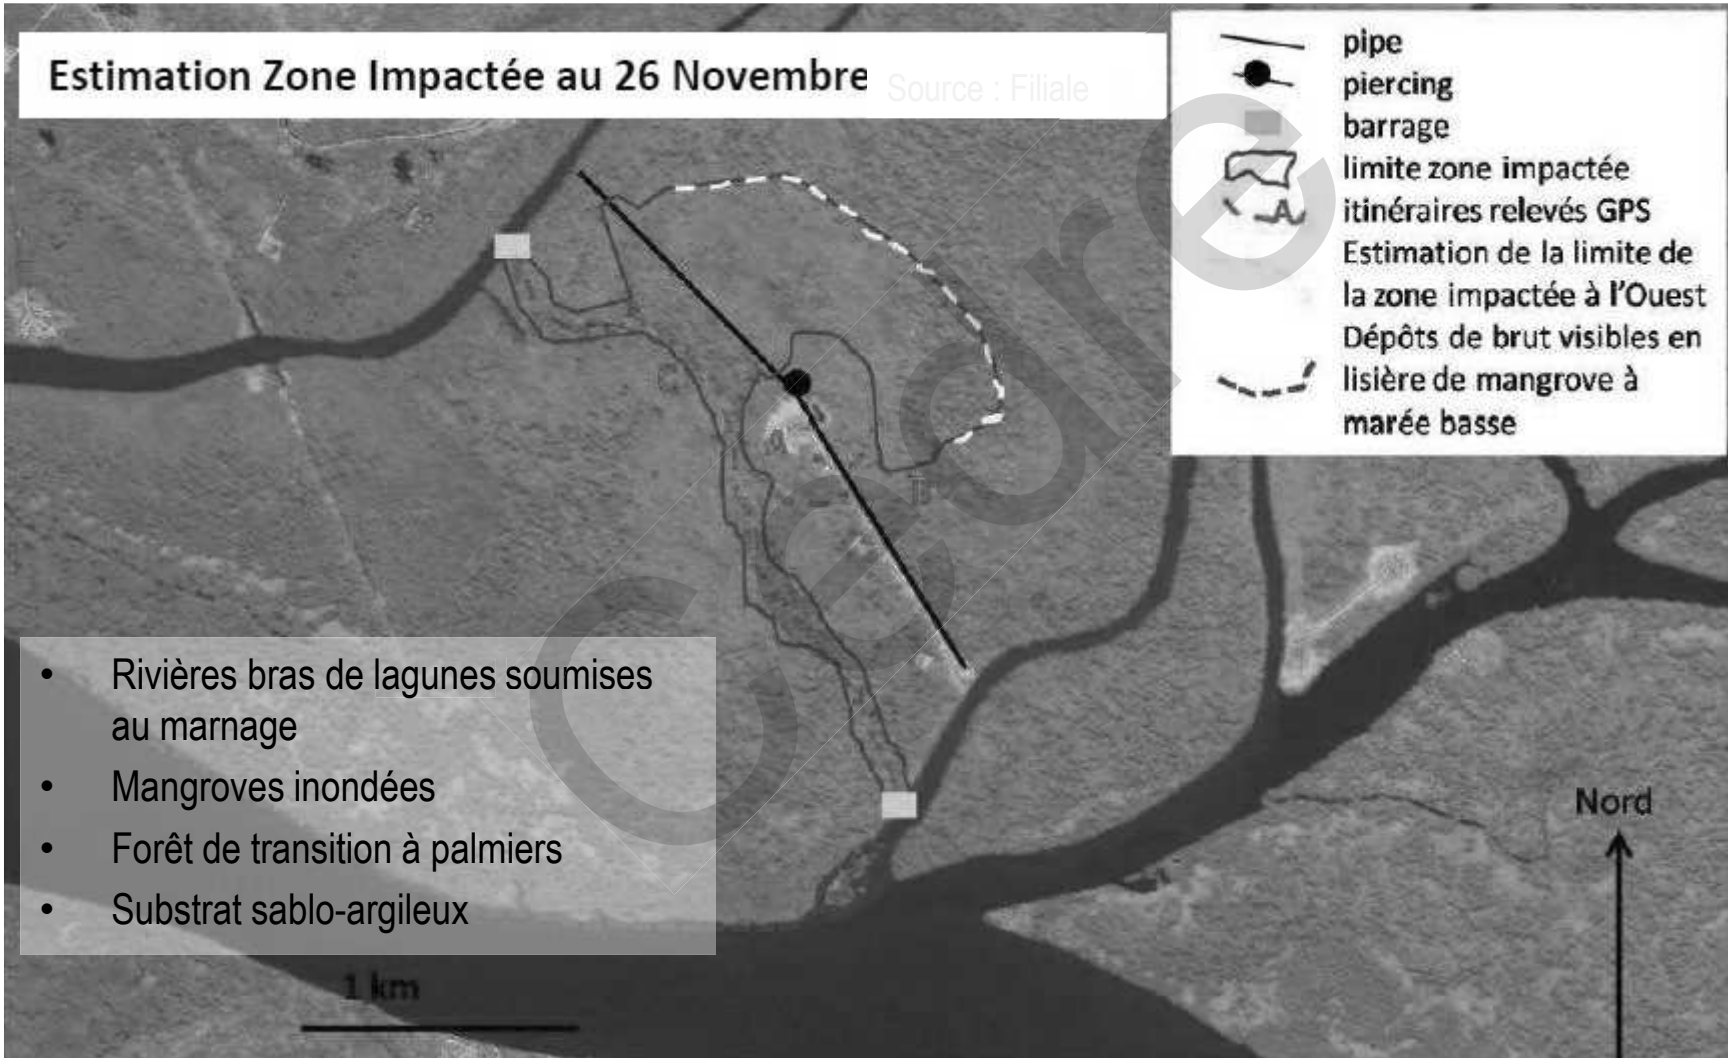 Estimation Zone Impactée au 26 Novembre
Source : Filiale
pipe
piercing
barrage
limite zone impactée
itinéraires relevés GPS
Estimation de la limite de
la zone impactée à l'Ouest
Dépôts de brut visibles en
lisière de mangrove à
marée basse
• Rivières bras de lagunes soumises
au marnage
• Mangroves inondées
• Forêt de transition à palmiers
• Substrat sablo-argileux
1 km
Nord
Cedre